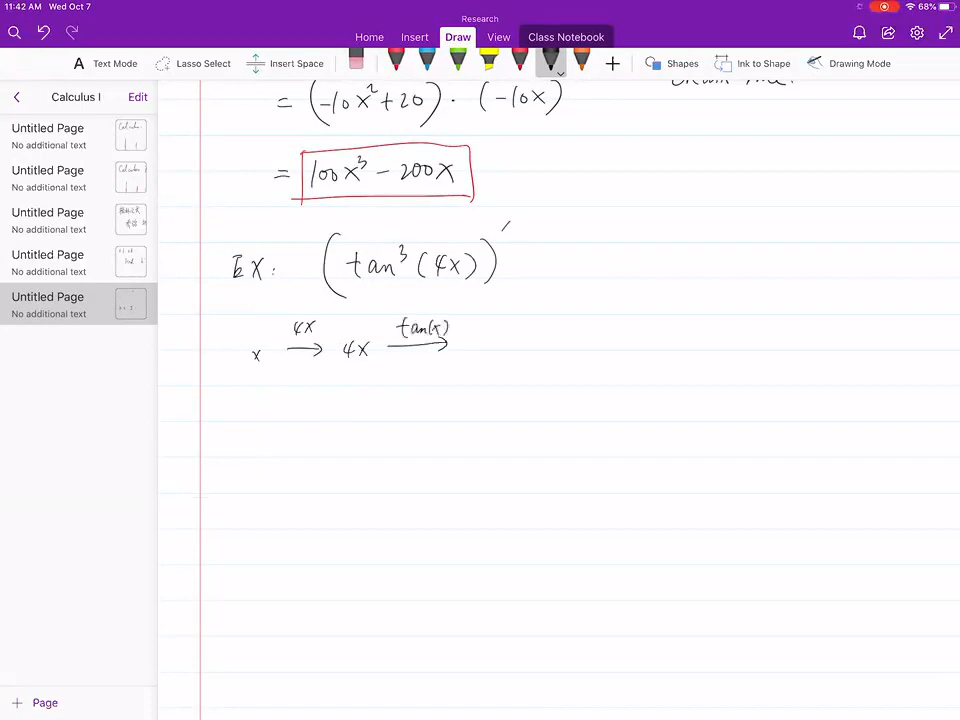 11:42 AM Wed Oct 7
68%
Research
Home Insert Draw View Class Notebook
Text Mode Lasso Select Insert Space Shapes Ink to Shape Drawing Mode
Calculus I Edit
Untitled Page
No additional text
Untitled Page
No additional text
Untitled Page
No additional text
Untitled Page
No additional text
Untitled Page
No additional text
Page
= (-10x² + 20) · (-10x)
= 100x³ - 200x
EX: (tan³(4x))′
4x tan(x)
x → 4x →